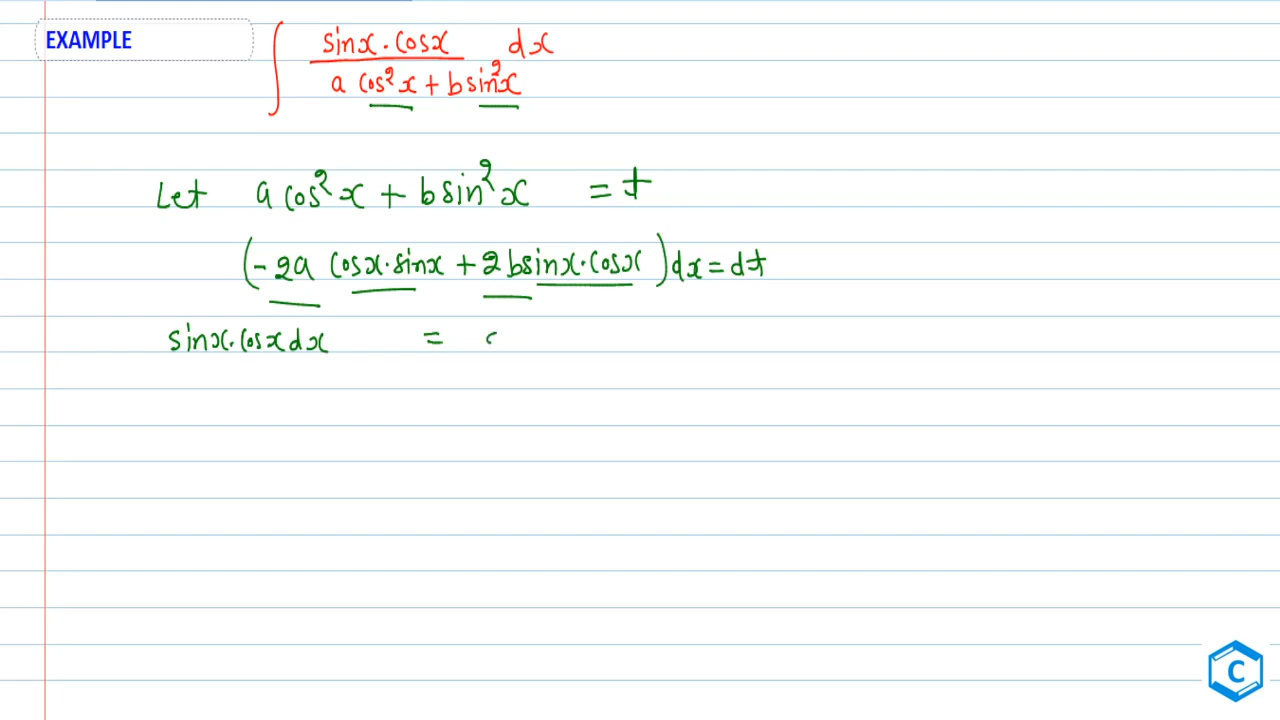 EXAMPLE
∫ sinx·cosx / (a cos²x + b sin²x) dx
Let a cos²x + b sin²x = t
(-2a cosx·sinx + 2b sinx·cosx) dx = dt
sinx·cosx dx =
C